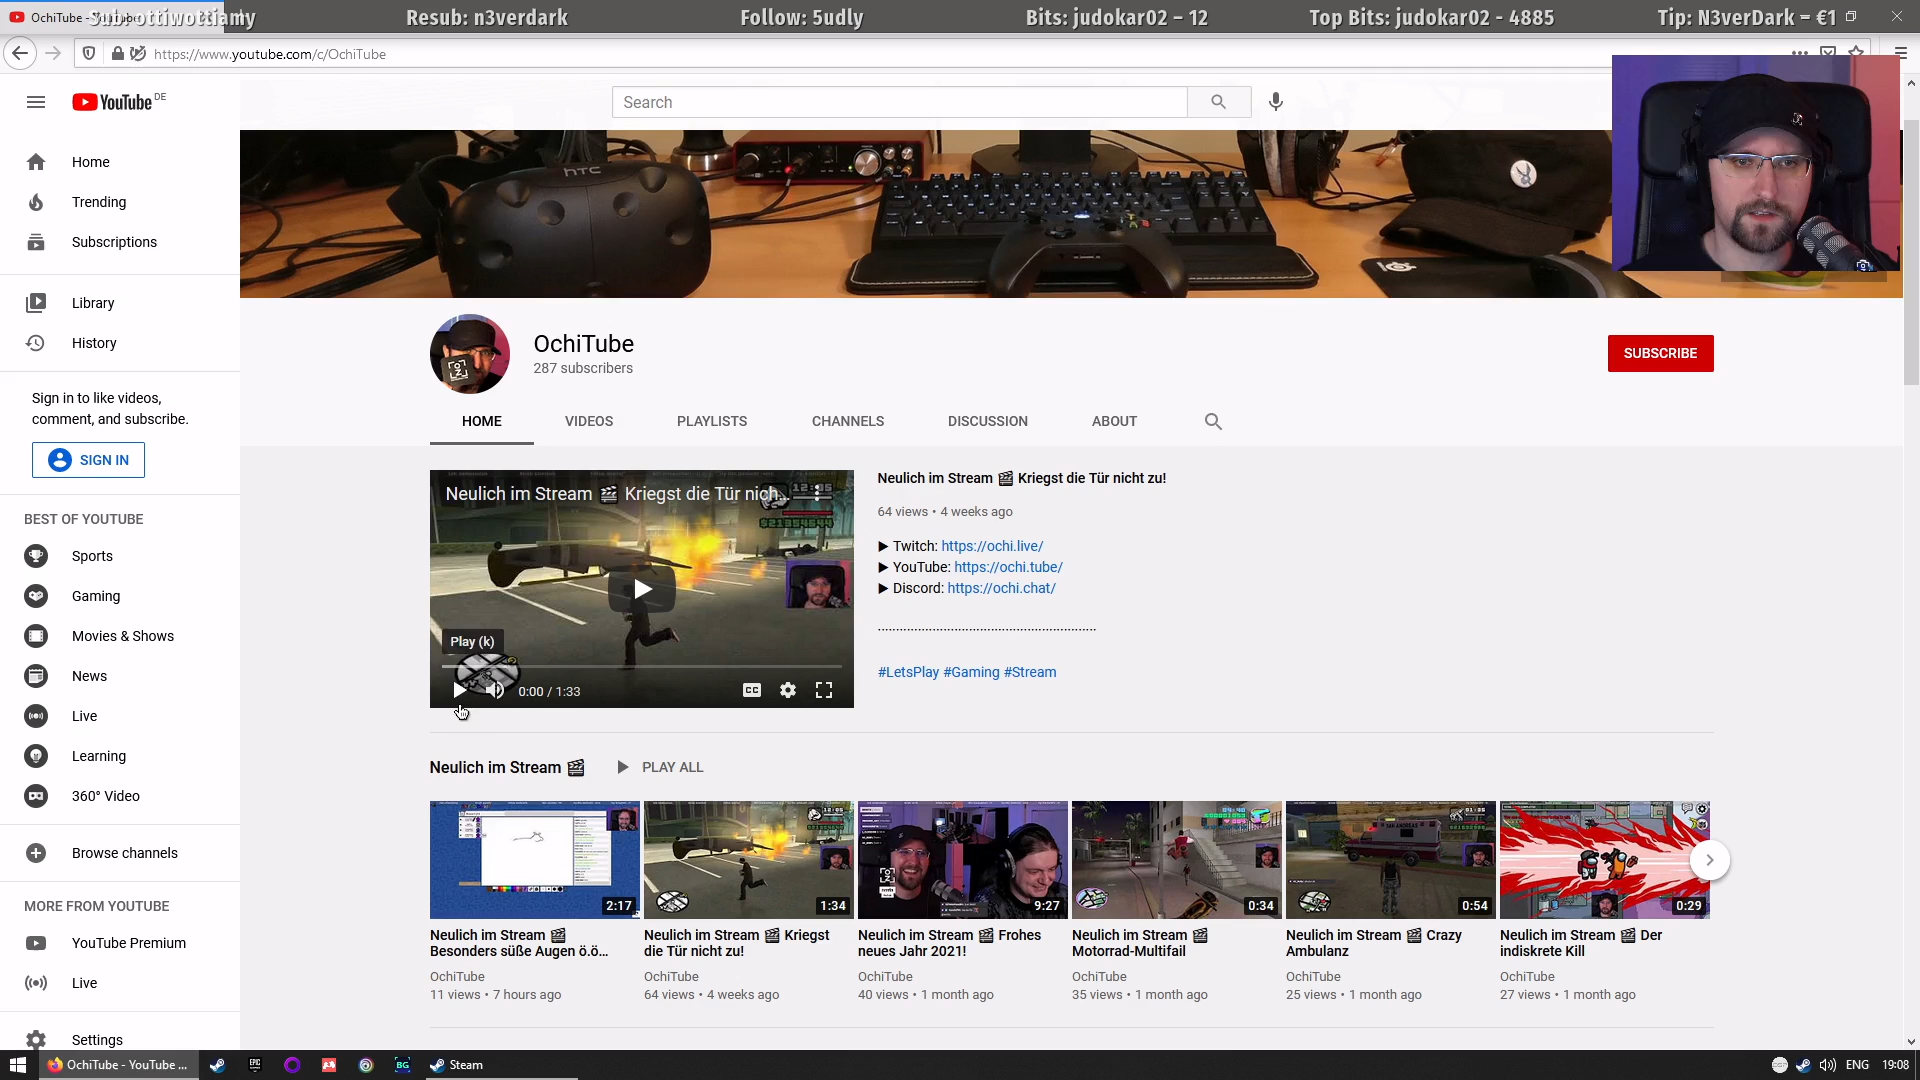 OchiTube - YouTube
Sub: ottiwottiamy
Resub: n3verdark
Follow: 5udly
Bits: judokar02 – 12
Top Bits: judokar02 - 4885
Tip: N3verDark – €1
https://www.youtube.com/c/OchiTube
YouTube DE
Search
Home
Trending
Subscriptions
Library
History
Sign in to like videos,
comment, and subscribe.
SIGN IN
BEST OF YOUTUBE
Sports
Gaming
Movies & Shows
News
Live
Learning
360° Video
Browse channels
MORE FROM YOUTUBE
YouTube Premium
Live
Settings
hTC
OchiTube
287 subscribers
SUBSCRIBE
HOME
VIDEOS
PLAYLISTS
CHANNELS
DISCUSSION
ABOUT
Neulich im Stream 🎬 Kriegst die Tür nich...
12:05
Play (k)
0:00 / 1:33
CC
Neulich im Stream 🎬 Kriegst die Tür nicht zu!
64 views • 4 weeks ago
▶ Twitch: https://ochi.live/
▶ YouTube: https://ochi.tube/
▶ Discord: https://ochi.chat/
#LetsPlay #Gaming #Stream
Neulich im Stream 🎬
PLAY ALL
2:17
1:34
9:27
0:34
0:54
0:29
Neulich im Stream 🎬
Besonders süße Augen ö.ö...
OchiTube
11 views • 7 hours ago
Neulich im Stream 🎬 Kriegst
die Tür nicht zu!
OchiTube
64 views • 4 weeks ago
Neulich im Stream 🎬 Frohes
neues Jahr 2021!
OchiTube
40 views • 1 month ago
Neulich im Stream 🎬
Motorrad-Multifail
OchiTube
35 views • 1 month ago
Neulich im Stream 🎬 Crazy
Ambulanz
OchiTube
25 views • 1 month ago
Neulich im Stream 🎬 Der
indiskrete Kill
OchiTube
27 views • 1 month ago
OchiTube - YouTube ...
EPIC
BG
Steam
ENG
19:08